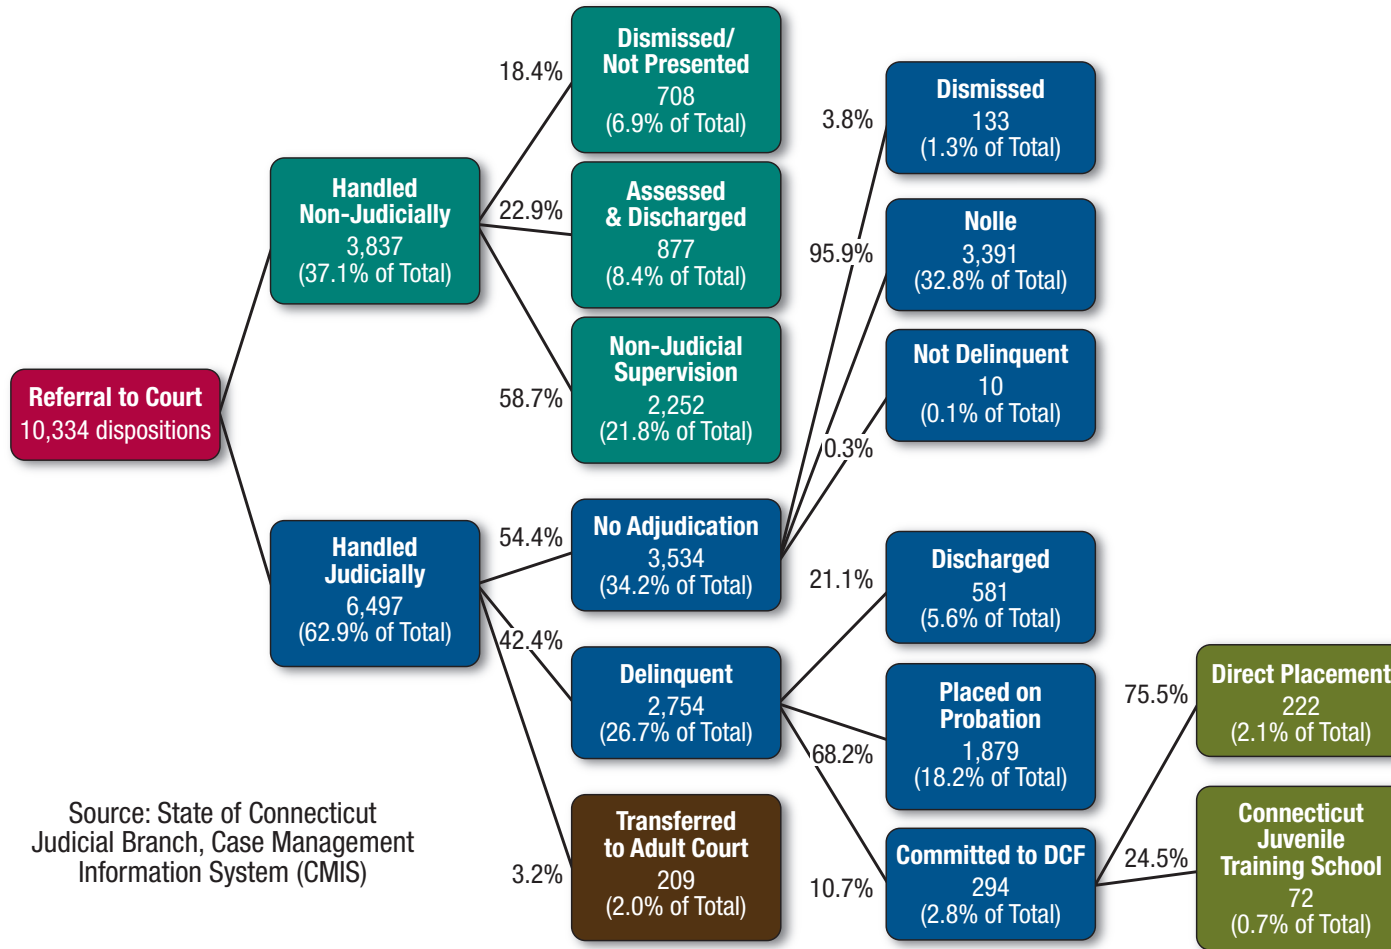 Referral to Court
10,334 dispositions
Handled
Non-Judicially
3,837
(37.1% of Total)
18.4%
Dismissed/
Not Presented
708
(6.9% of Total)
22.9%
Assessed
& Discharged
877
(8.4% of Total)
58.7%
Non-Judicial
Supervision
2,252
(21.8% of Total)
Handled
Judicially
6,497
(62.9% of Total)
54.4%
No Adjudication
3,534
(34.2% of Total)
3.8%
Dismissed
133
(1.3% of Total)
95.9%
Nolle
3,391
(32.8% of Total)
0.3%
Not Delinquent
10
(0.1% of Total)
42.4%
Delinquent
2,754
(26.7% of Total)
21.1%
Discharged
581
(5.6% of Total)
68.2%
Placed on
Probation
1,879
(18.2% of Total)
10.7%
Committed to DCF
294
(2.8% of Total)
75.5%
Direct Placement
222
(2.1% of Total)
24.5%
Connecticut
Juvenile
Training School
72
(0.7% of Total)
3.2%
Transferred
to Adult Court
209
(2.0% of Total)
Source: State of Connecticut
Judicial Branch, Case Management
Information System (CMIS)